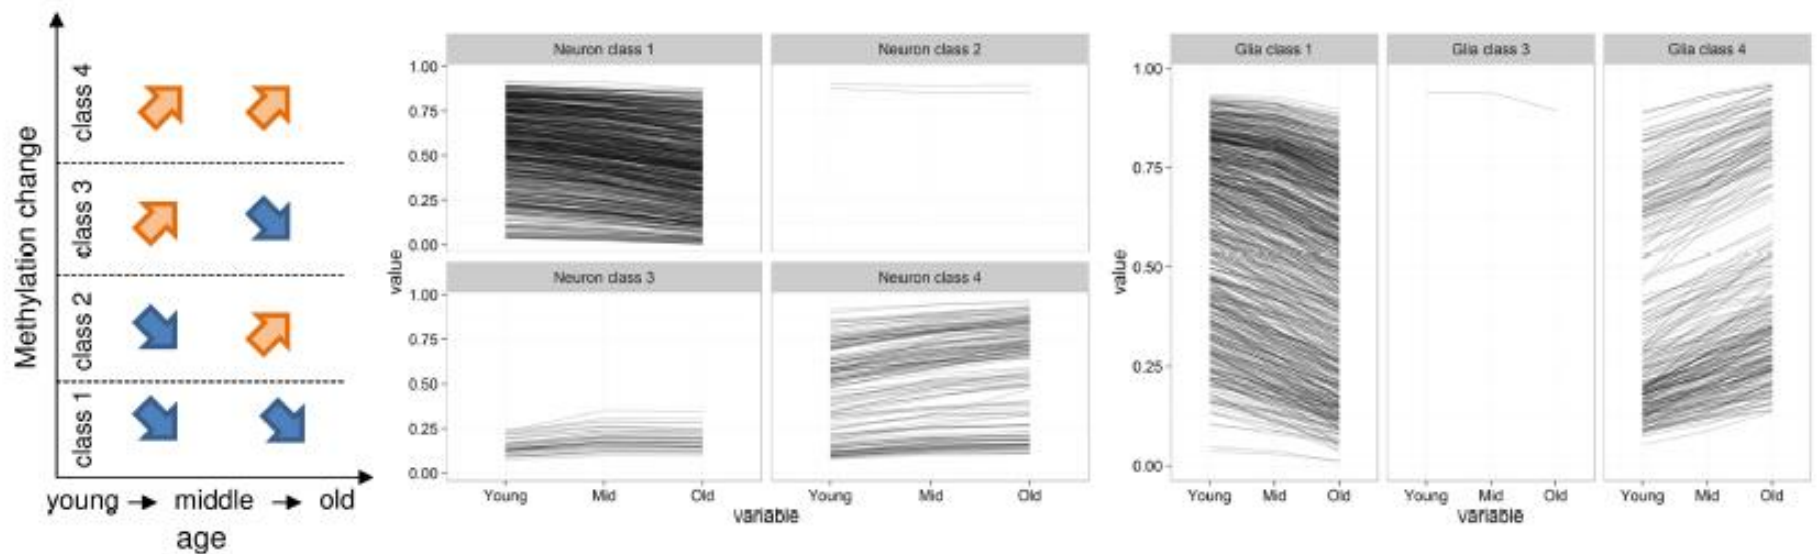 Methylation change
class 4
class 3
class 2
class 1
young → middle → old
age
Neuron class 1
Neuron class 2
1.00
0.75
0.50
0.25
0.00
value
Neuron class 3
Neuron class 4
1.00
0.75
0.50
0.25
0.00
Young Mid Old
Young Mid Old
variable
Glia class 1
Glia class 3
Glia class 4
1.00
0.75
0.50
0.25
0.00
value
Young Mid Old
Young Mid Old
Young Mid Old
variable